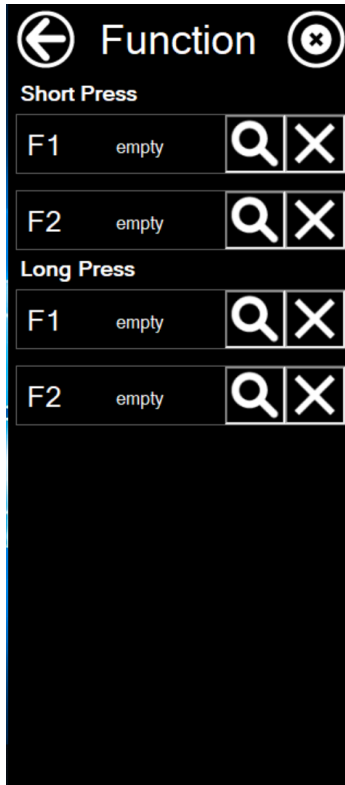 Function
Short Press
F1 empty
F2 empty
Long Press
F1 empty
F2 empty